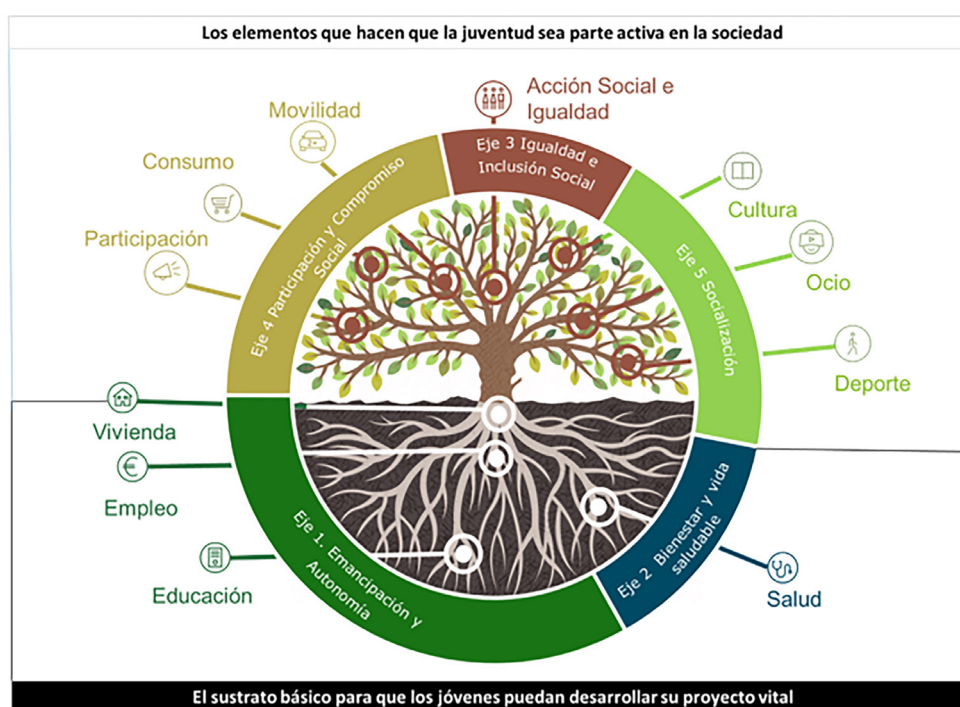 Los elementos que hacen que la juventud sea parte activa en la sociedad
Acción Social e
Igualdad
Movilidad
Consumo
Participación
Eje 3 Igualdad e
Inclusión Social
Eje 4 Participación y Compromiso
Social
Cultura
Ocio
Deporte
Eje 5 Socialización
Vivienda
Empleo
Educación
Eje 1. Emancipación y
Autonomía
Eje 2 Bienestar y vida
saludable
Salud
El sustrato básico para que los jóvenes puedan desarrollar su proyecto vital